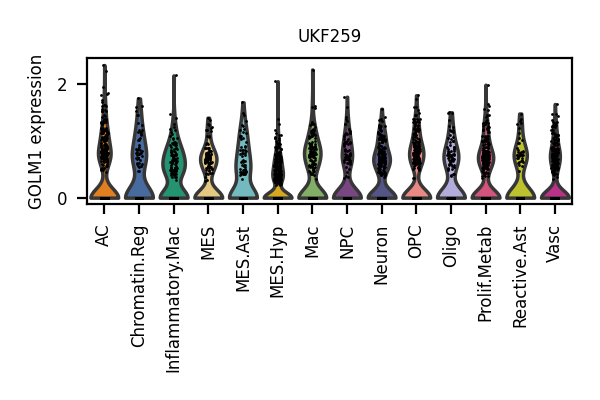 UKF259
GOLM1 expression
2
0
AC
Chromatin.Reg
Inflammatory.Mac
MES
MES.Ast
MES.Hyp
Mac
NPC
Neuron
OPC
Oligo
Prolif.Metab
Reactive.Ast
Vasc